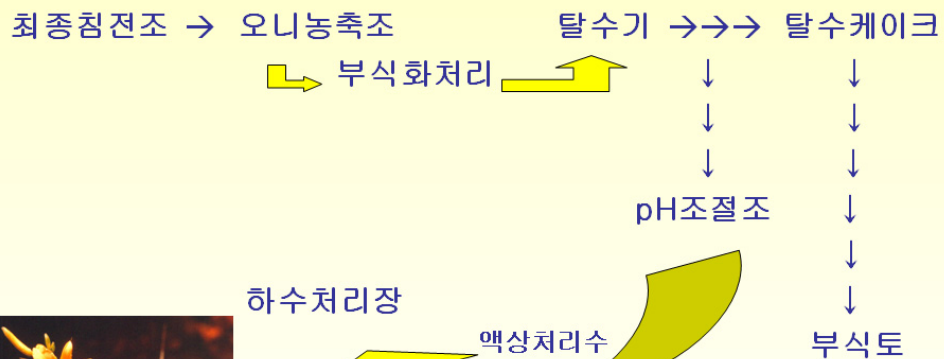 최종침전조 → 오니농축조 탈수기 →→→ 탈수케이크
부식화처리 ↓ ↓
↓ ↓
↓ ↓
pH조절조 ↓
↓
하수처리장 ↓
액상처리수 부식토